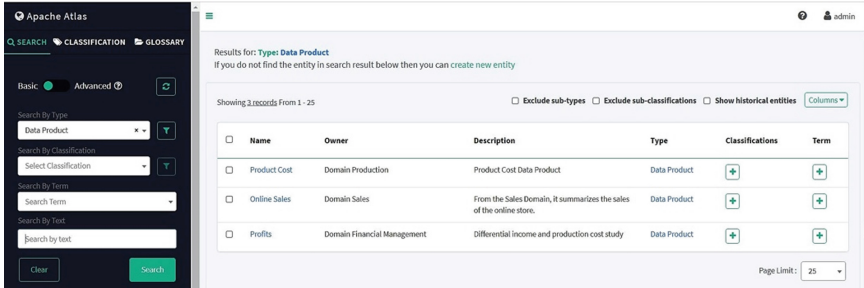 Apache Atlas
admin
SEARCH CLASSIFICATION GLOSSARY
Basic Advanced
Search By Type
Data Product
Search By Classification
Select Classification
Search By Term
Search Term
Search By Text
Search by text
Clear Search
Results for: Type: Data Product
If you do not find the entity in search result below then you can create new entity
Showing 3 records From 1 - 25
Exclude sub-types Exclude sub-classifications Show historical entities Columns
Name Owner Description Type Classifications Term
Product Cost Domain Production Product Cost Data Product Data Product
Online Sales Domain Sales From the Sales Domain, it summarizes the sales Data Product
of the online store.
Profits Domain Financial Management Differential income and production cost study Data Product
Page Limit : 25